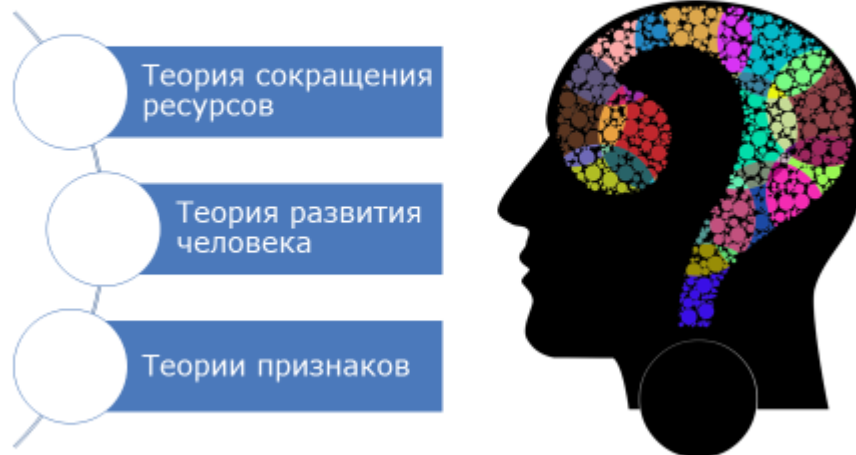 Теория сокращения
ресурсов
Теория развития
человека
Теории признаков